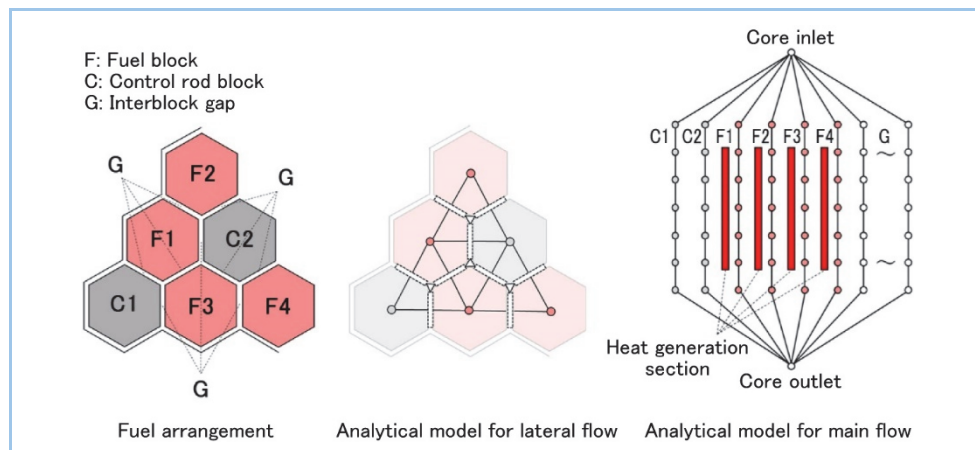 F: Fuel block
C: Control rod block
G: Interblock gap
G
G
F2
F1
C2
C1
F3
F4
G
Fuel arrangement
Analytical model for lateral flow
Core inlet
C1 C2 F1 F2 F3 F4 G
~
~
Heat generation
section
Core outlet
Analytical model for main flow